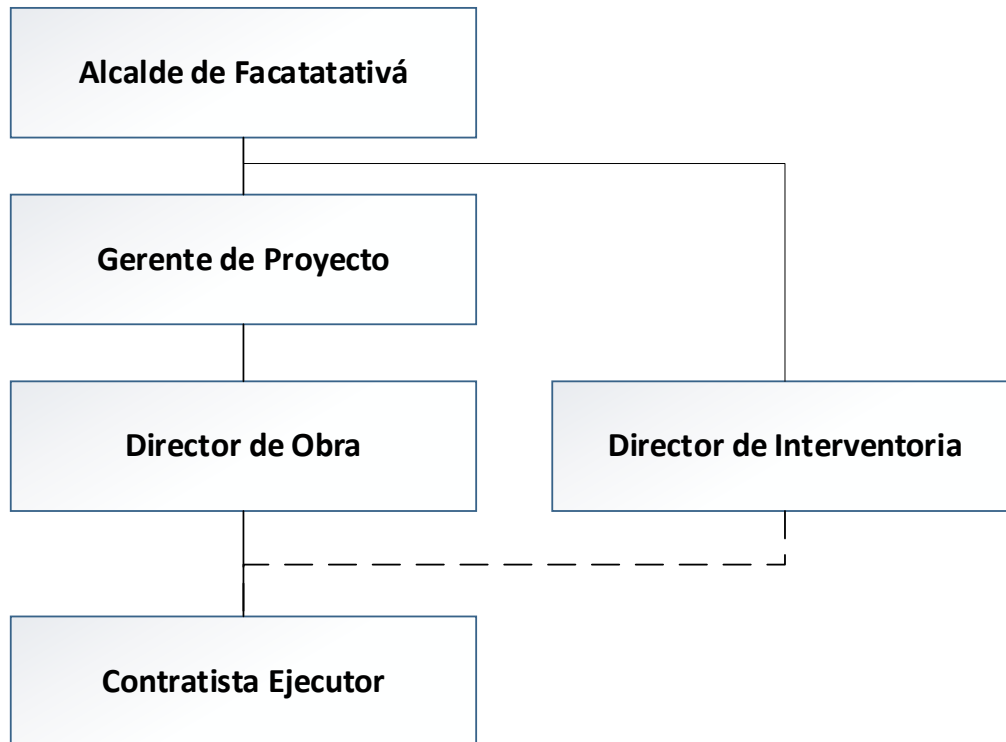 Alcalde de Facatatativá
Gerente de Proyecto
Director de Obra
Director de Interventoria
Contratista Ejecutor